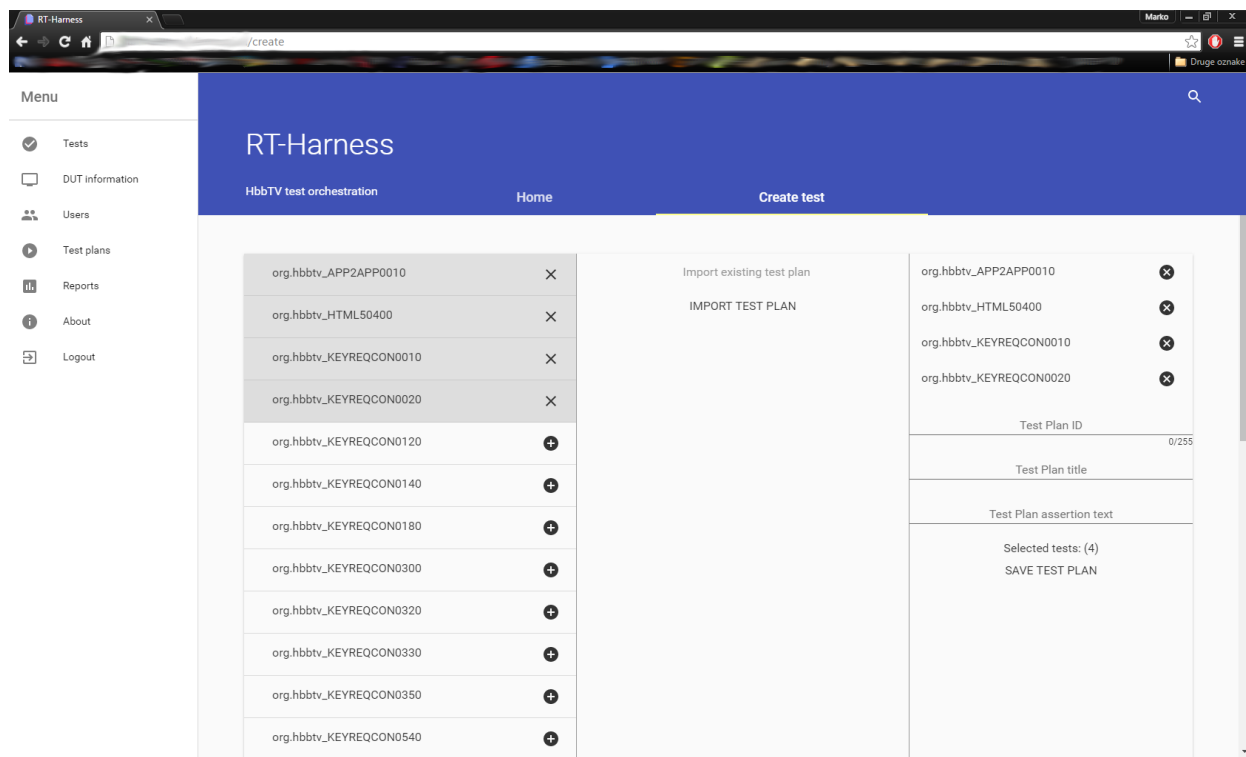 RT-Harness
Marko
/create
Druge oznake
Menu
Tests
DUT information
Users
Test plans
Reports
About
Logout
RT-Harness
HbbTV test orchestration
Home
Create test
org.hbbtv_APP2APP0010
org.hbbtv_HTML50400
org.hbbtv_KEYREQCON0010
org.hbbtv_KEYREQCON0020
org.hbbtv_KEYREQCON0120
org.hbbtv_KEYREQCON0140
org.hbbtv_KEYREQCON0180
org.hbbtv_KEYREQCON0300
org.hbbtv_KEYREQCON0320
org.hbbtv_KEYREQCON0330
org.hbbtv_KEYREQCON0350
org.hbbtv_KEYREQCON0540
Import existing test plan
IMPORT TEST PLAN
org.hbbtv_APP2APP0010
org.hbbtv_HTML50400
org.hbbtv_KEYREQCON0010
org.hbbtv_KEYREQCON0020
Test Plan ID
0/255
Test Plan title
Test Plan assertion text
Selected tests: (4)
SAVE TEST PLAN